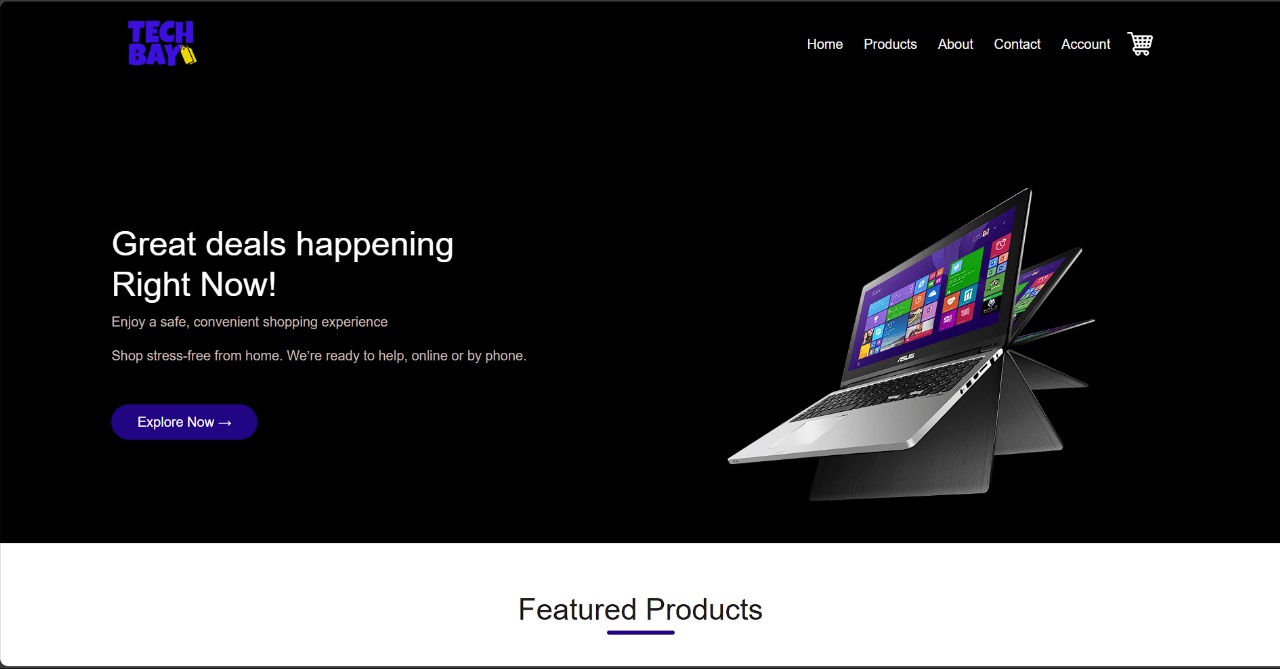 TECH
BAY
Home Products About Contact Account
Great deals happening
Right Now!
Enjoy a safe, convenient shopping experience
Shop stress-free from home. We're ready to help, online or by phone.
Explore Now →
ASUS
Featured Products